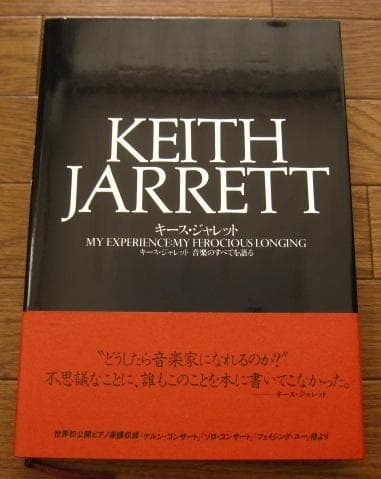 KEITH
JARRETT
キース・ジャレット
MY EXPERIENCE:MY FEROCIOUS LONGING
キース・ジャレット 音楽のすべてを語る
“どうしたら音楽家になれるのか?”
不思議なことに、誰もこのことを本に書いてこなかった。
——キース・ジャレット
世界初公開ピアノ楽譜収録「ケルン・コンサート」「ソロ・コンサート」「フェイシング・ユー」他より